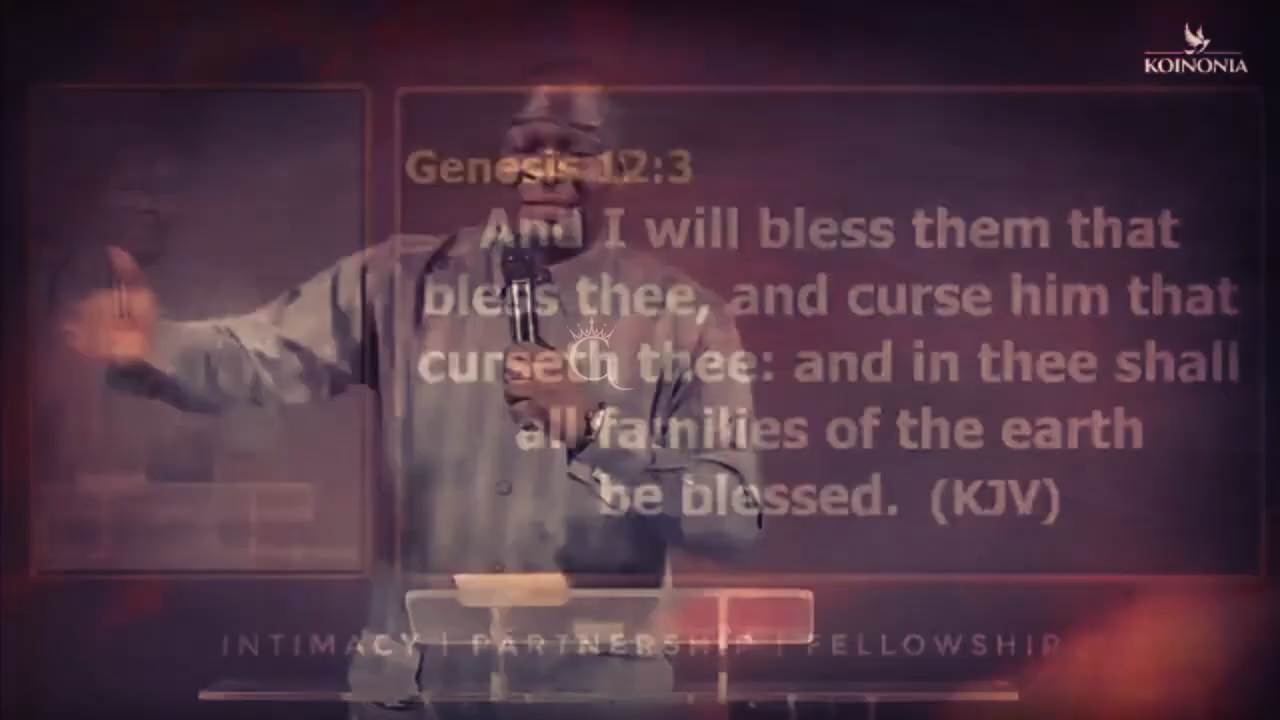 KOINONIA
Genesis 12:3
And I will bless them that
bless thee, and curse him that
curseth thee: and in thee shall
all families of the earth
be blessed. (KJV)
INTIMACY | PARTNERSHIP | FELLOWSHIP